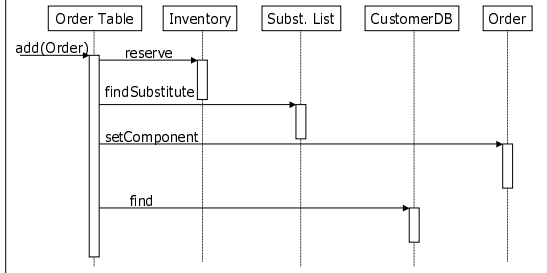 Order Table
Inventory
Subst. List
CustomerDB
Order
add(Order)
reserve
findSubstitute
setComponent
find